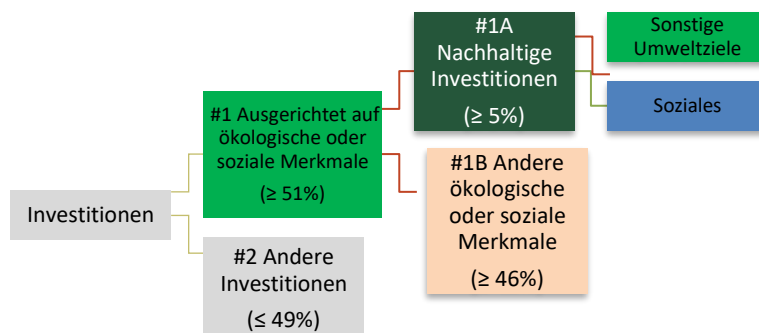 Investitionen
#1 Ausgerichtet auf
ökologische oder
soziale Merkmale
(≥ 51%)
#2 Andere
Investitionen
(≤ 49%)
#1A
Nachhaltige
Investitionen
(≥ 5%)
#1B Andere
ökologische
oder soziale
Merkmale
(≥ 46%)
Sonstige
Umweltziele
Soziales